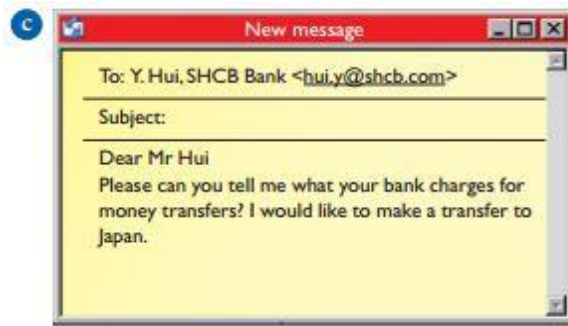 C
New message
To: Y. Hui, SHCB Bank <hui.y@shcb.com>
Subject:
Dear Mr Hui
Please can you tell me what your bank charges for
money transfers? I would like to make a transfer to
Japan.